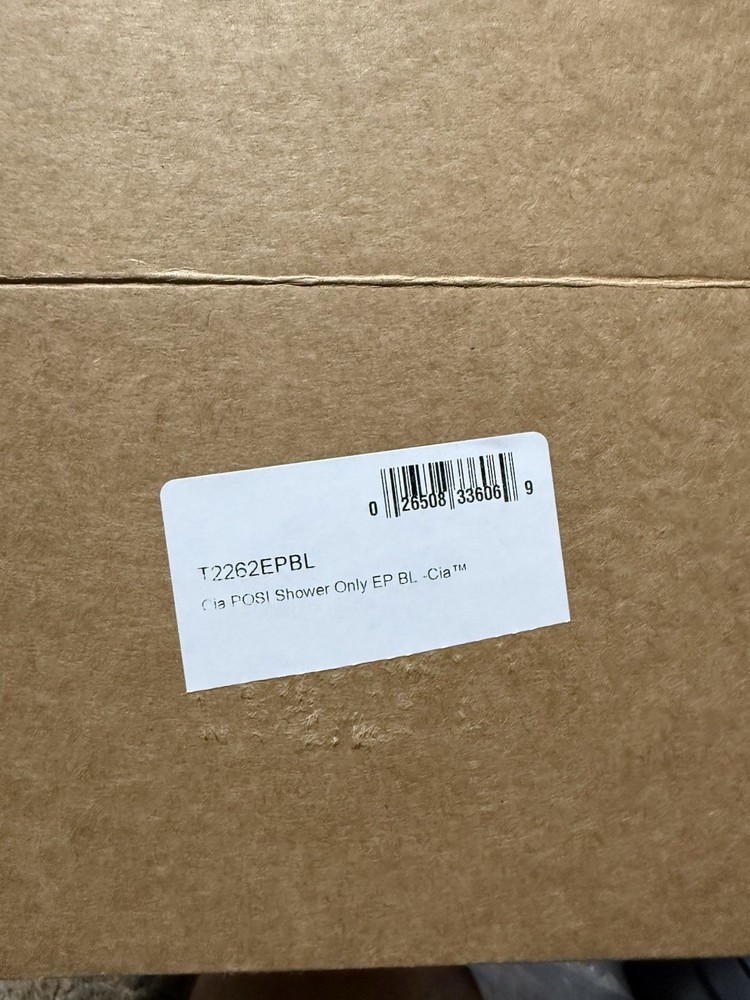 0 26508 33606 9
T2262EPBL
Cia POSI Shower Only EP BL -Cia™